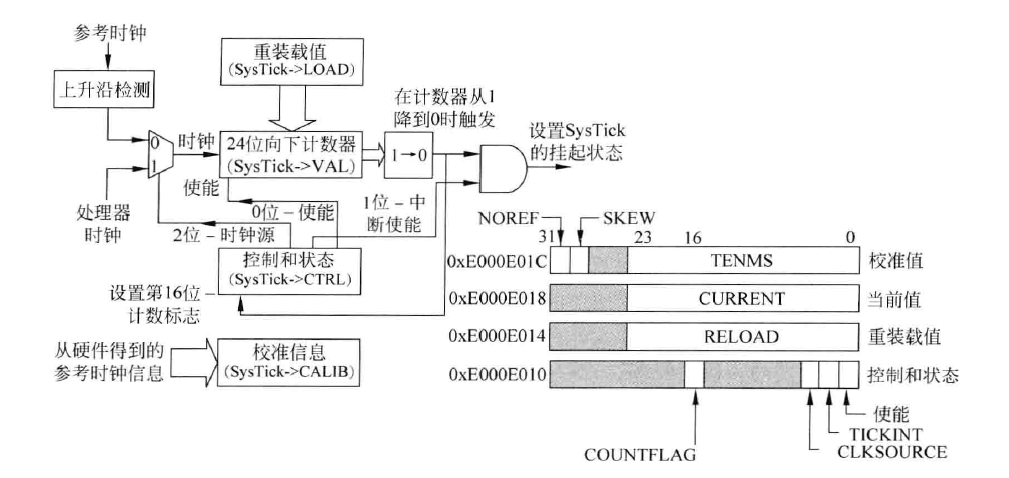 参考时钟
上升沿检测
重装载值
(SysTick->LOAD)
在计数器从1
降到0时触发
0
1
时钟
24位向下计数器
(SysTick->VAL)
1→0
设置SysTick
的挂起状态
处理器
时钟
使能
0位–使能
1位–中
断使能
2位–时钟源
控制和状态
(SysTick->CTRL)
设置第16位–
计数标志
从硬件得到的
参考时钟信息
校准信息
(SysTick->CALIB)
NOREF
SKEW
31
23
16
0
0xE000E01C
TENMS
校准值
0xE000E018
CURRENT
当前值
0xE000E014
RELOAD
重装载值
0xE000E010
控制和状态
使能
TICKINT
CLKSOURCE
COUNTFLAG